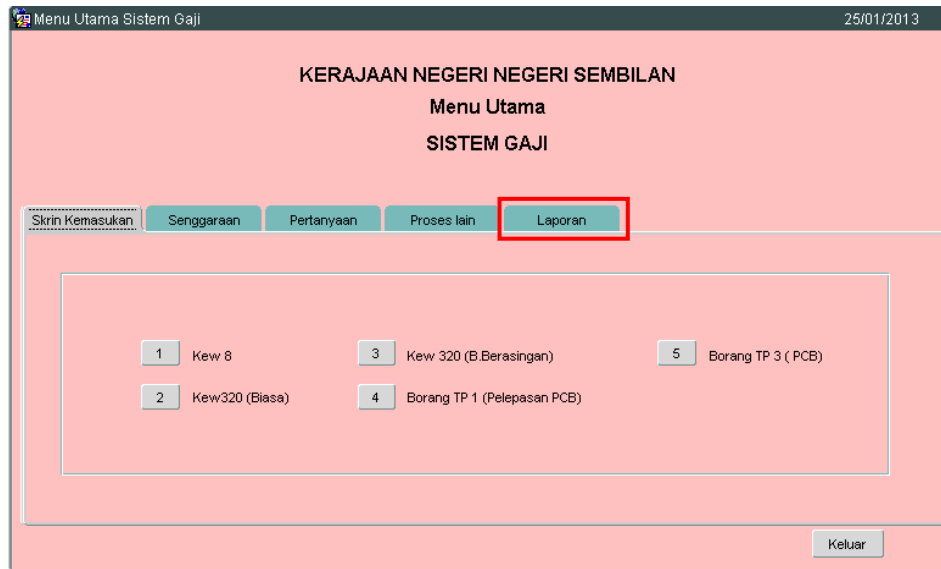 Menu Utama Sistem Gaji 25/01/2013
KERAJAAN NEGERI NEGERI SEMBILAN
Menu Utama
SISTEM GAJI
Skrin Kemasukan Senggaraan Pertanyaan Proses lain Laporan
1 Kew 8 3 Kew 320 (B.Berasingan) 5 Borang TP 3 ( PCB)
2 Kew320 (Biasa) 4 Borang TP 1 (Pelepasan PCB)
Keluar